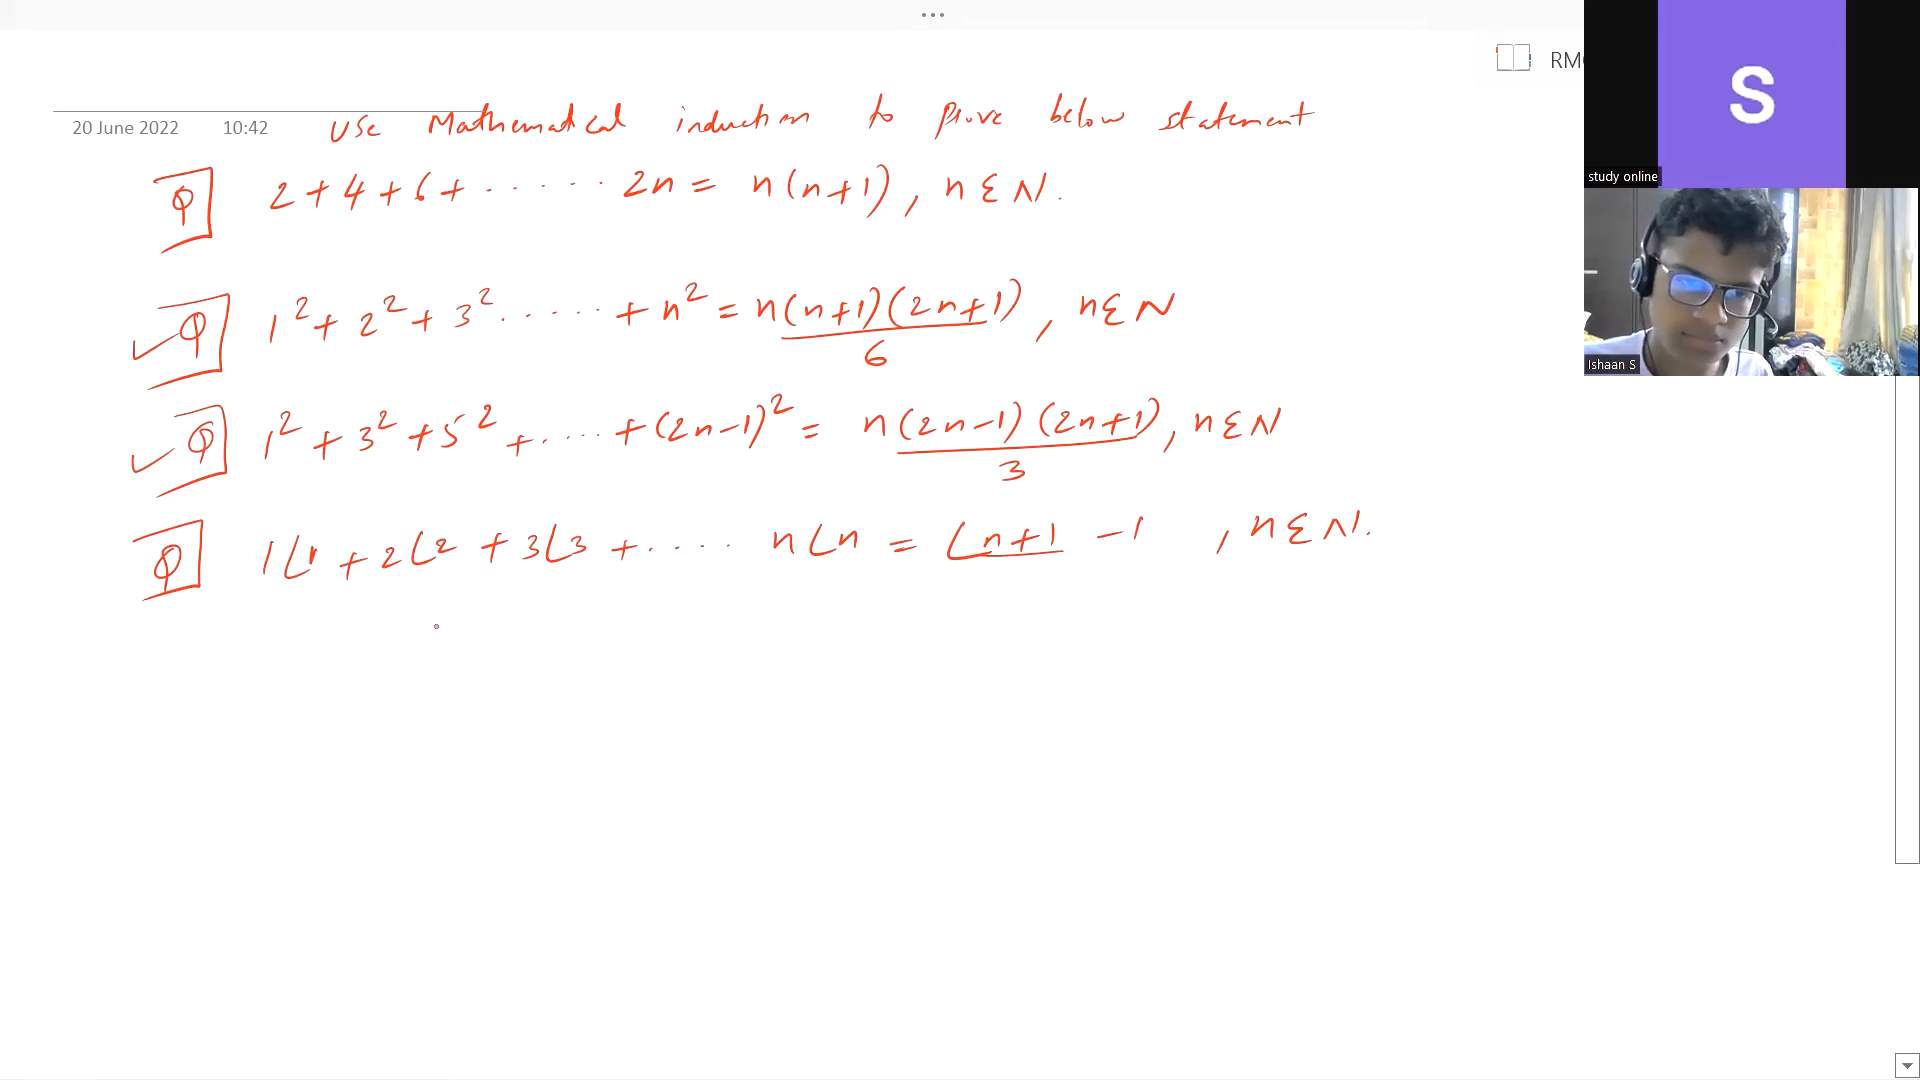 RM
20 June 2022 10:42
Use Mathematical induction to prove below statement
Q 2+4+6+ ...... 2n = n(n+1), n∈N.
Q 1²+2²+3² ..... + n² = n(n+1)(2n+1)/6, n∈N
Q 1²+3²+5²+....+(2n-1)² = n(2n-1)(2n+1)/3, n∈N
Q 1∟1 + 2∟2 + 3∟3 + .... n∟n = ∟n+1 -1, n∈N.
S
study online
Ishaan S